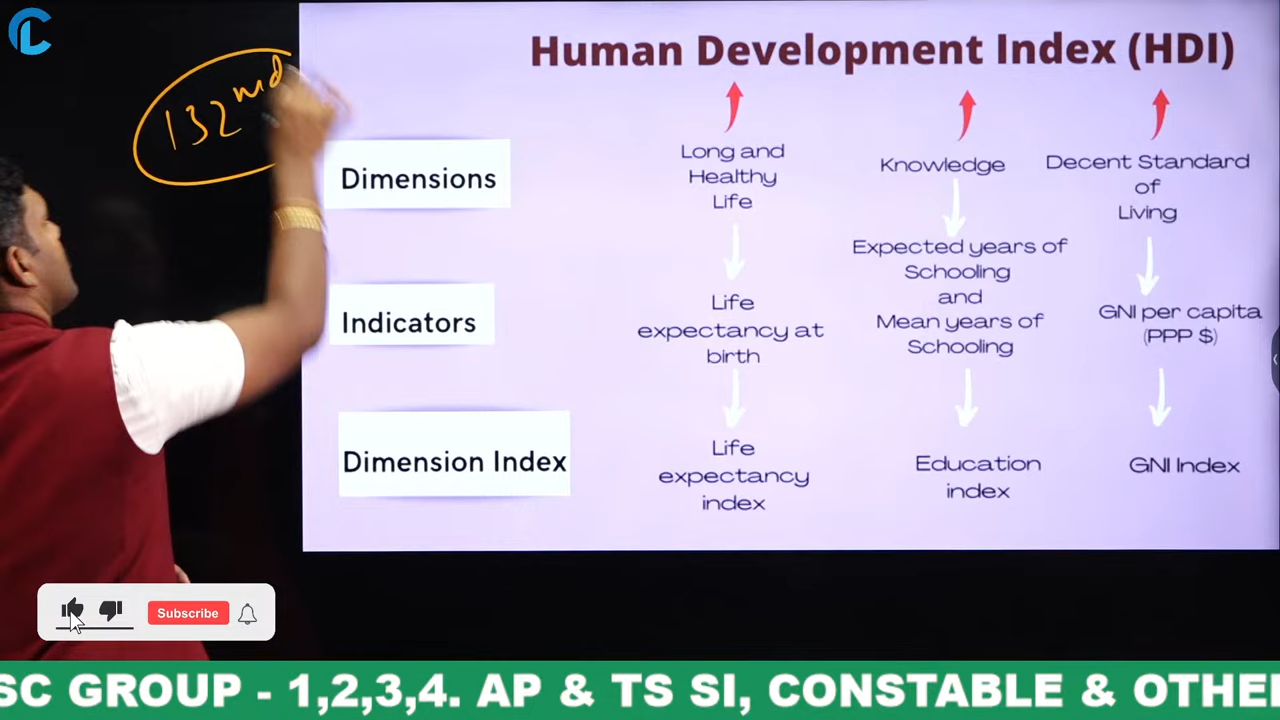 Human Development Index (HDI)
132nd
Dimensions
Long and
Healthy
Life
Knowledge
Decent Standard
of
Living
Indicators
Life
expectancy at
birth
Expected years of
Schooling
and
Mean years of
Schooling
GNI per capita
(PPP $)
Dimension Index
Life
expectancy
index
Education
index
GNI Index
Subscribe
SC GROUP - 1,2,3,4. AP & TS SI, CONSTABLE & OTHE